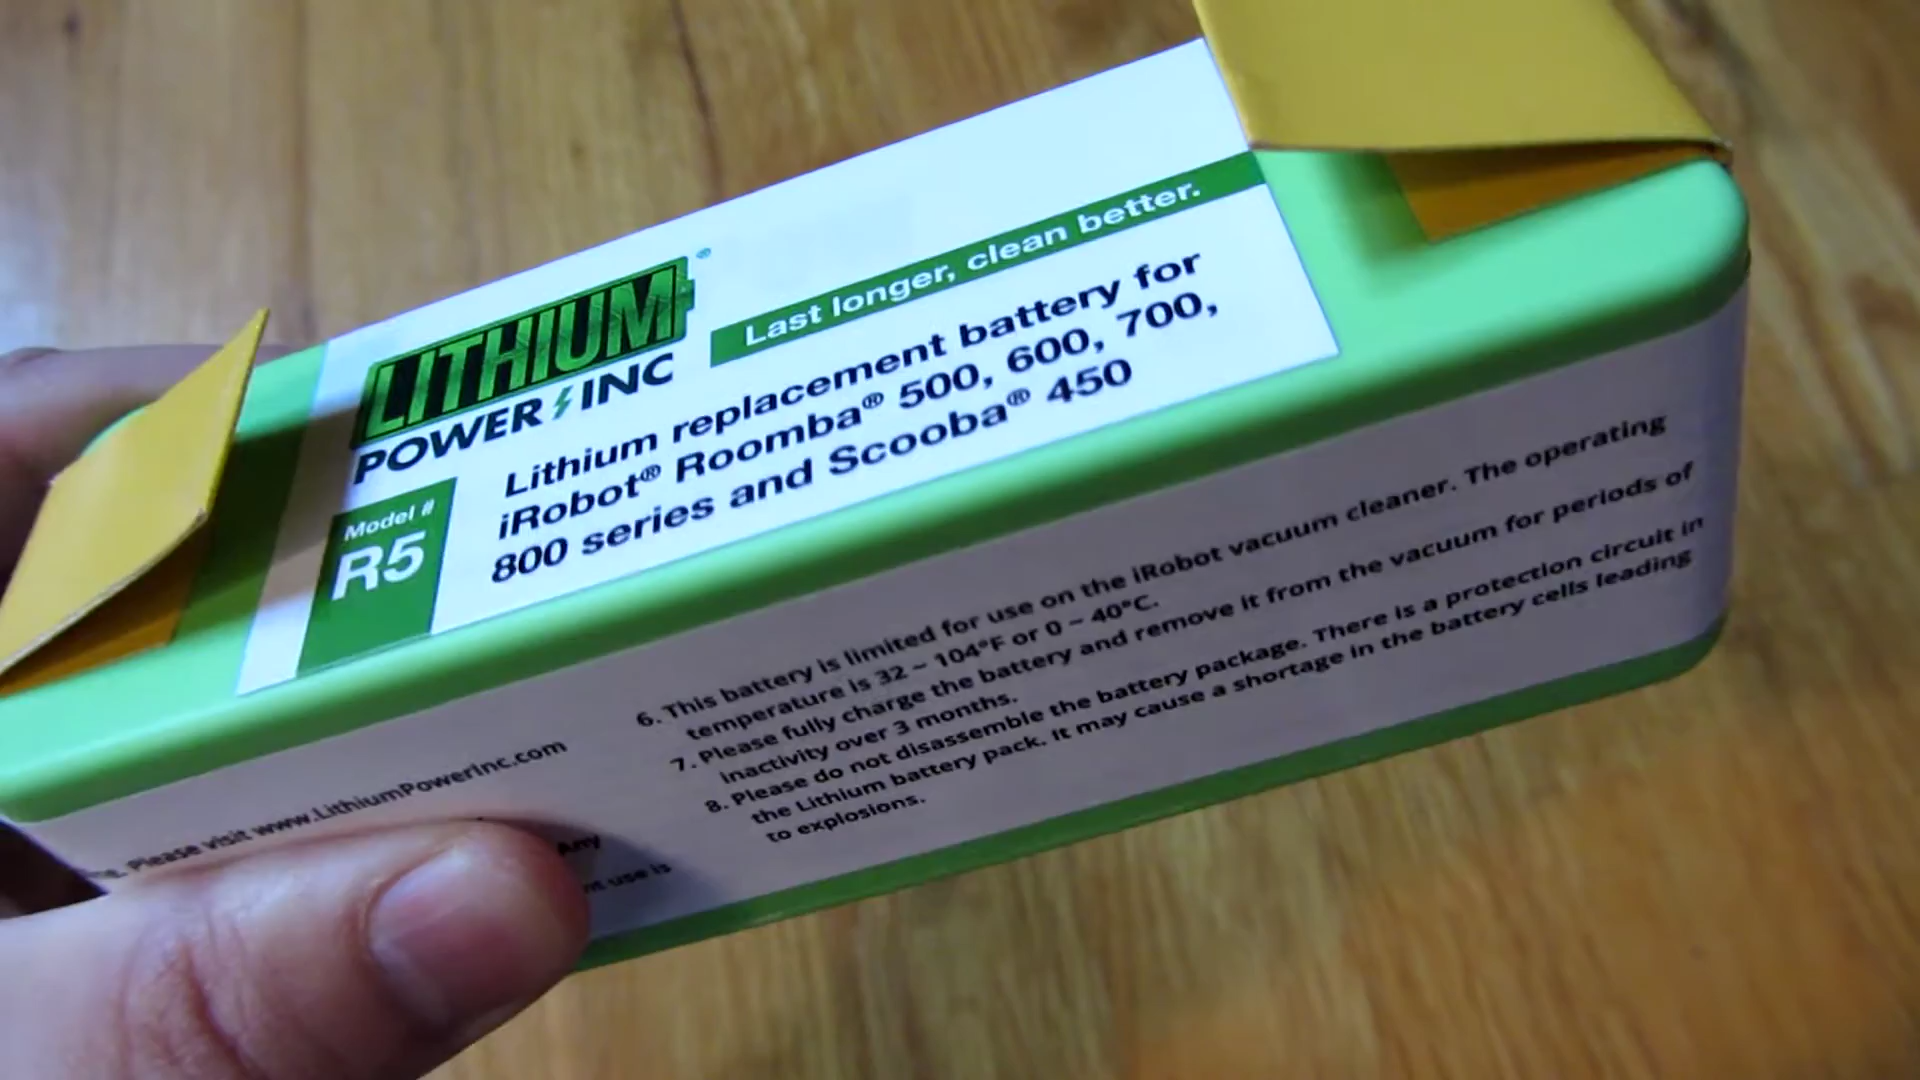 LITHIUM®
POWER INC
Last longer, clean better.
Model #
R5
Lithium replacement battery for
iRobot® Roomba® 500, 600, 700,
800 series and Scooba® 450
Please visit www.LithiumPowerInc.com
Any
use is
6. This battery is limited for use on the iRobot vacuum cleaner. The operating
temperature is 32 ~ 104°F or 0 ~ 40°C.
7. Please fully charge the battery and remove it from the vacuum for periods of
inactivity over 3 months.
8. Please do not disassemble the battery package. There is a protection circuit in
the Lithium battery pack. It may cause a shortage in the battery cells leading
to explosions.